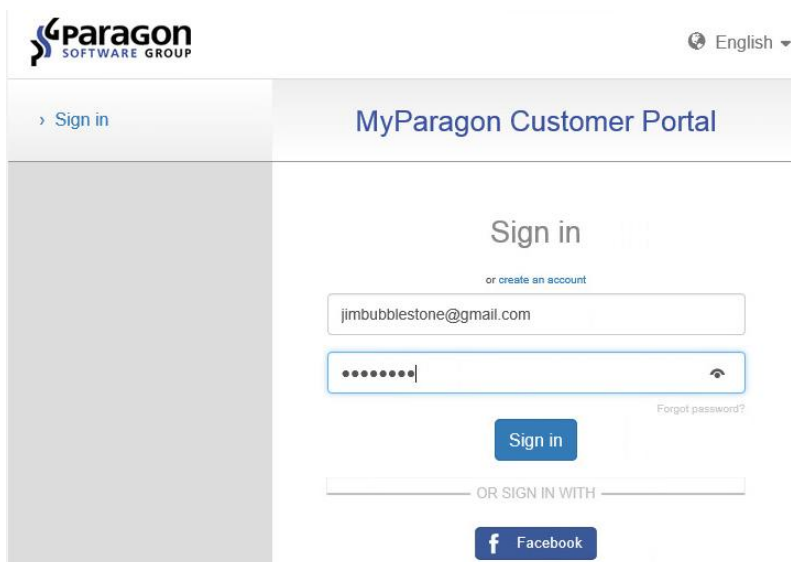 Paragon
SOFTWARE GROUP
English
› Sign in
MyParagon Customer Portal
Sign in
or create an account
jimbubblestone@gmail.com
••••••••
Forgot password?
Sign in
OR SIGN IN WITH
f Facebook